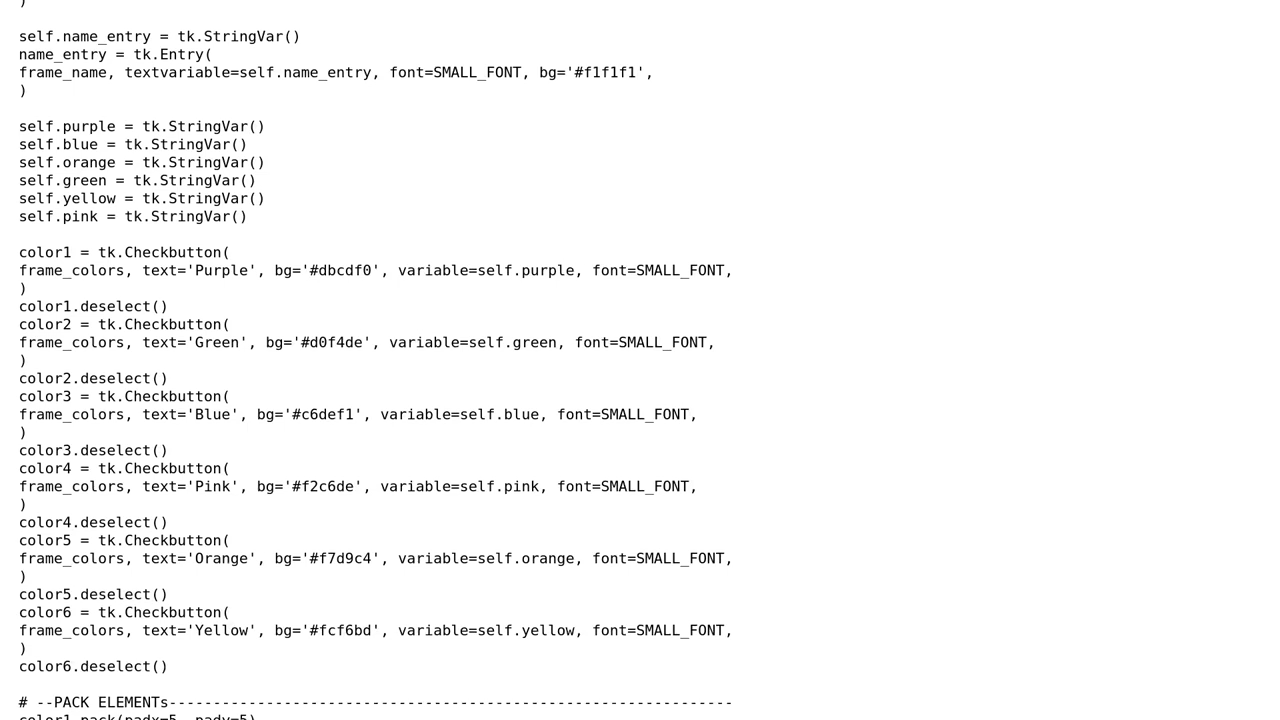 )

self.name_entry = tk.StringVar()
name_entry = tk.Entry(
frame_name, textvariable=self.name_entry, font=SMALL_FONT, bg='#f1f1f1',
)

self.purple = tk.StringVar()
self.blue = tk.StringVar()
self.orange = tk.StringVar()
self.green = tk.StringVar()
self.yellow = tk.StringVar()
self.pink = tk.StringVar()

color1 = tk.Checkbutton(
frame_colors, text='Purple', bg='#dbcdf0', variable=self.purple, font=SMALL_FONT,
)
color1.deselect()
color2 = tk.Checkbutton(
frame_colors, text='Green', bg='#d0f4de', variable=self.green, font=SMALL_FONT,
)
color2.deselect()
color3 = tk.Checkbutton(
frame_colors, text='Blue', bg='#c6def1', variable=self.blue, font=SMALL_FONT,
)
color3.deselect()
color4 = tk.Checkbutton(
frame_colors, text='Pink', bg='#f2c6de', variable=self.pink, font=SMALL_FONT,
)
color4.deselect()
color5 = tk.Checkbutton(
frame_colors, text='Orange', bg='#f7d9c4', variable=self.orange, font=SMALL_FONT,
)
color5.deselect()
color6 = tk.Checkbutton(
frame_colors, text='Yellow', bg='#fcf6bd', variable=self.yellow, font=SMALL_FONT,
)
color6.deselect()

# --PACK ELEMENTs----------------------------------------------------------------
color1.pack(padx=5, pady=5)